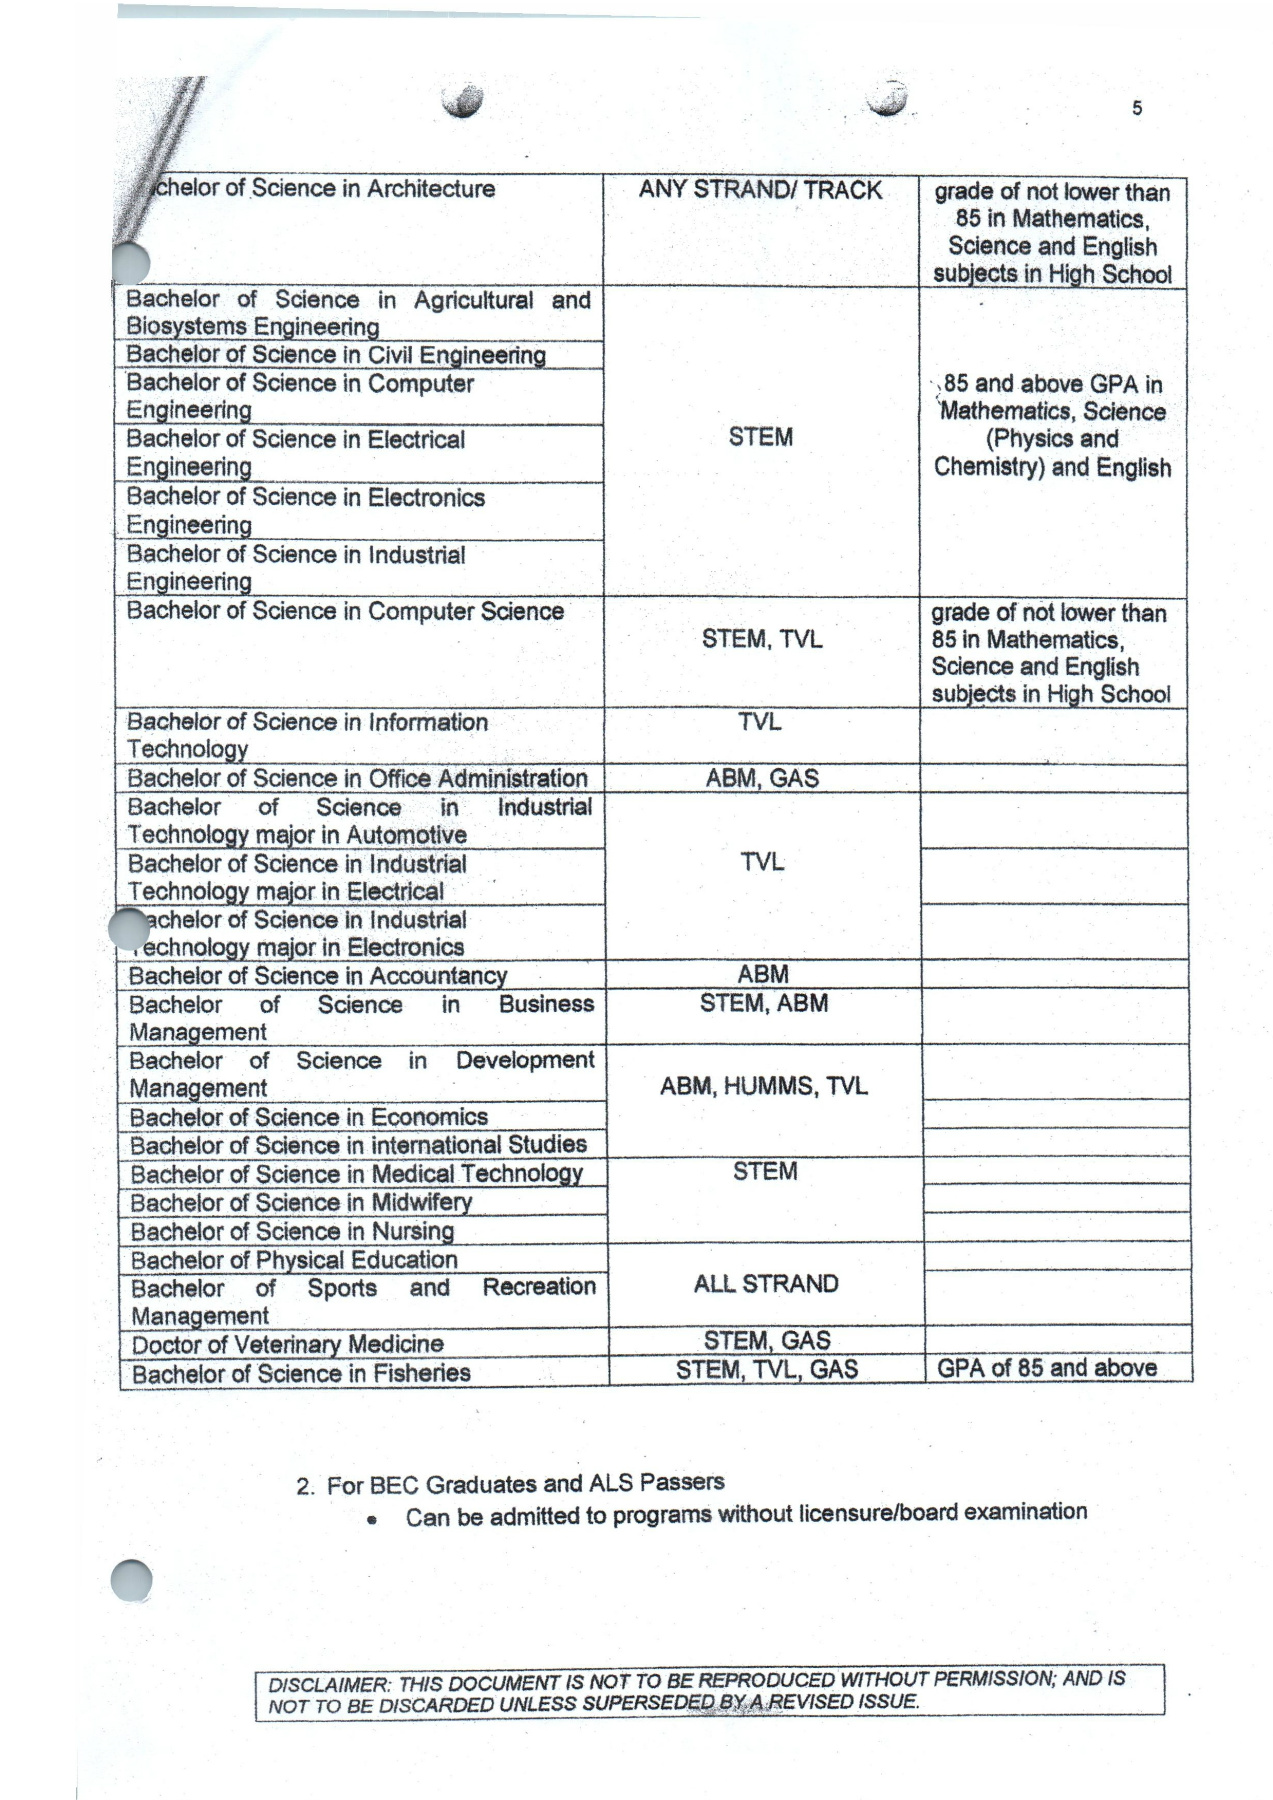 5
chelor of Science in Architecture
ANY STRAND/ TRACK
grade of not lower than
85 in Mathematics,
Science and English
subjects in High School
Bachelor of Science in Agricultural and
Biosystems Engineering
Bachelor of Science in Civil Engineering
Bachelor of Science in Computer
Engineering
Bachelor of Science in Electrical
Engineering
Bachelor of Science in Electronics
Engineering
Bachelor of Science in Industrial
Engineering
STEM
85 and above GPA in
Mathematics, Science
(Physics and
Chemistry) and English
Bachelor of Science in Computer Science
STEM, TVL
grade of not lower than
85 in Mathematics,
Science and English
subjects in High School
Bachelor of Science in Information
Technology
TVL
Bachelor of Science in Office Administration
ABM, GAS
Bachelor of Science in Industrial
Technology major in Automotive
Bachelor of Science in Industrial
Technology major in Electrical
achelor of Science in Industrial
echnology major in Electronics
TVL
Bachelor of Science in Accountancy
ABM
Bachelor of Science in Business
Management
STEM, ABM
Bachelor of Science in Development
Management
Bachelor of Science in Economics
Bachelor of Science in international Studies
ABM, HUMMS, TVL
Bachelor of Science in Medical Technology
Bachelor of Science in Midwifery
Bachelor of Science in Nursing
STEM
Bachelor of Physical Education
Bachelor of Sports and Recreation
Management
ALL STRAND
Doctor of Veterinary Medicine
STEM, GAS
Bachelor of Science in Fisheries
STEM, TVL, GAS
GPA of 85 and above
2. For BEC Graduates and ALS Passers
• Can be admitted to programs without licensure/board examination
DISCLAIMER: THIS DOCUMENT IS NOT TO BE REPRODUCED WITHOUT PERMISSION; AND IS
NOT TO BE DISCARDED UNLESS SUPERSEDED BY A REVISED ISSUE.